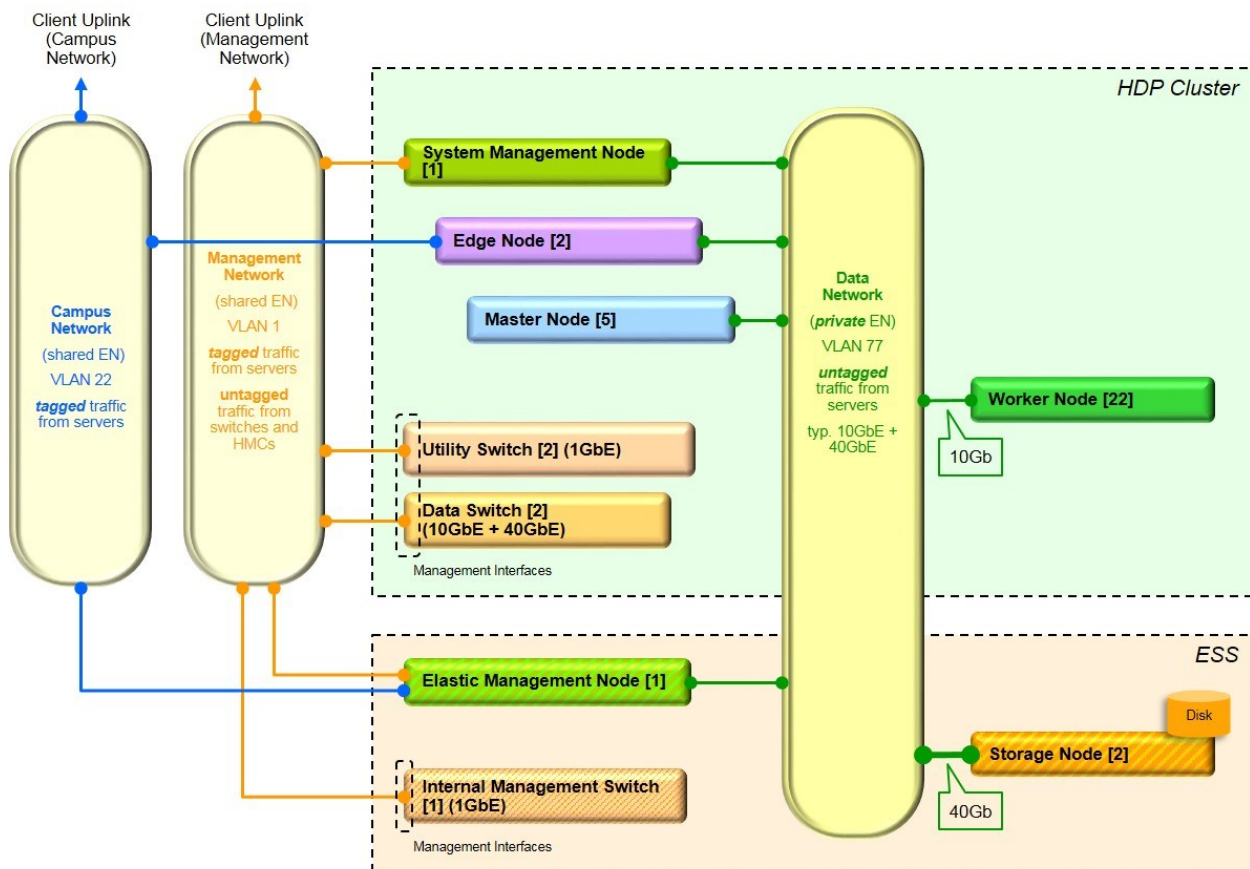 Client Uplink
(Campus
Network)
Client Uplink
(Management
Network)
HDP Cluster
System Management Node
[1]
Edge Node [2]
Master Node [5]
Campus
Network
(shared EN)
VLAN 22
tagged traffic
from servers
Management
Network
(shared EN)
VLAN 1
tagged traffic
from servers
untagged
traffic from
switches and
HMCs
Data
Network
(private EN)
VLAN 77
untagged
traffic from
servers
typ. 10GbE +
40GbE
Worker Node [22]
10Gb
Utility Switch [2] (1GbE)
Data Switch [2]
(10GbE + 40GbE)
Management Interfaces
ESS
Elastic Management Node [1]
Disk
Storage Node [2]
40Gb
Internal Management Switch
[1] (1GbE)
Management Interfaces